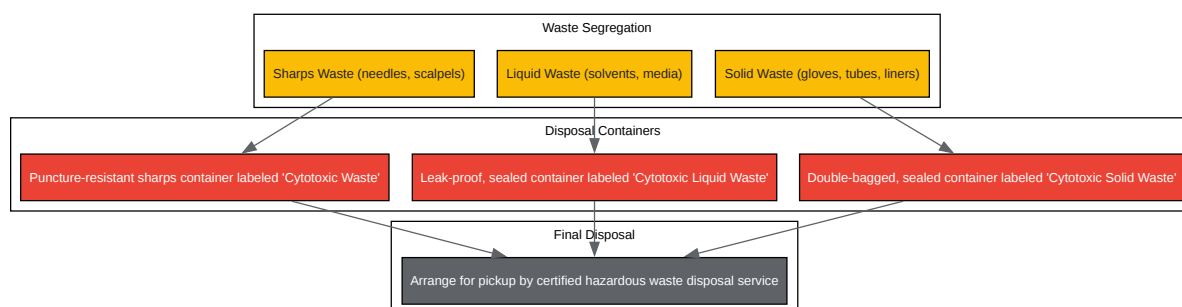 Waste Segregation
Sharps Waste (needles, scalpels)
Liquid Waste (solvents, media)
Solid Waste (gloves, tubes, liners)
Disposal Containers
Puncture-resistant sharps container labeled 'Cytotoxic Waste'
Leak-proof, sealed container labeled 'Cytotoxic Liquid Waste'
Double-bagged, sealed container labeled 'Cytotoxic Solid Waste'
Final Disposal
Arrange for pickup by certified hazardous waste disposal service